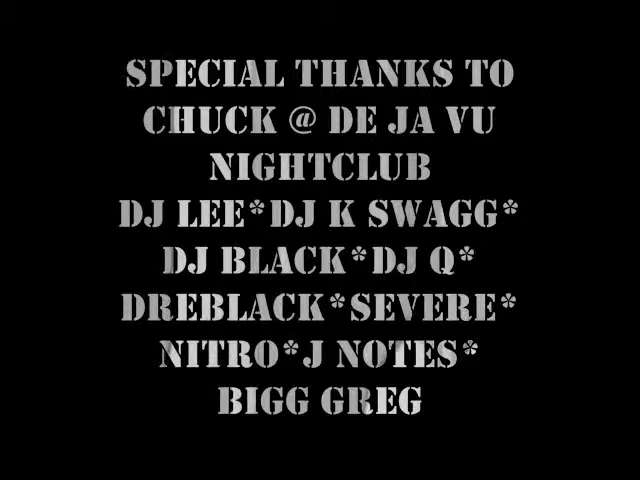 SPECIAL THANKS TO
CHUCK @ DE JA VU
NIGHTCLUB
DJ LEE*DJ K SWAGG*
DJ BLACK*DJ Q*
DREBLACK*SEVERE*
NITRO*J NOTES*
BIGG GREG